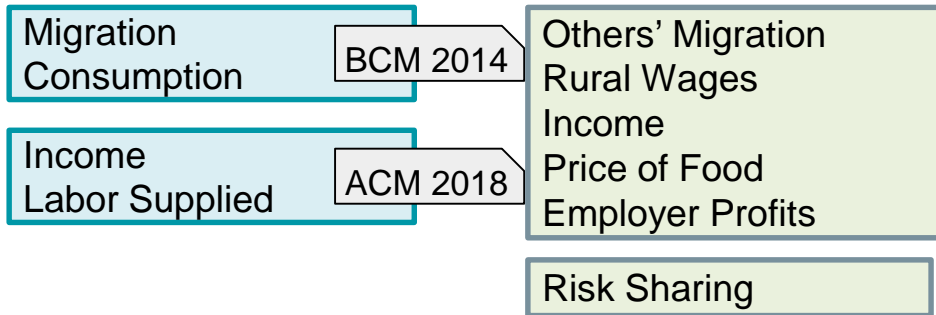 Migration
Consumption
BCM 2014
Income
Labor Supplied
ACM 2018
Others’ Migration
Rural Wages
Income
Price of Food
Employer Profits
Risk Sharing